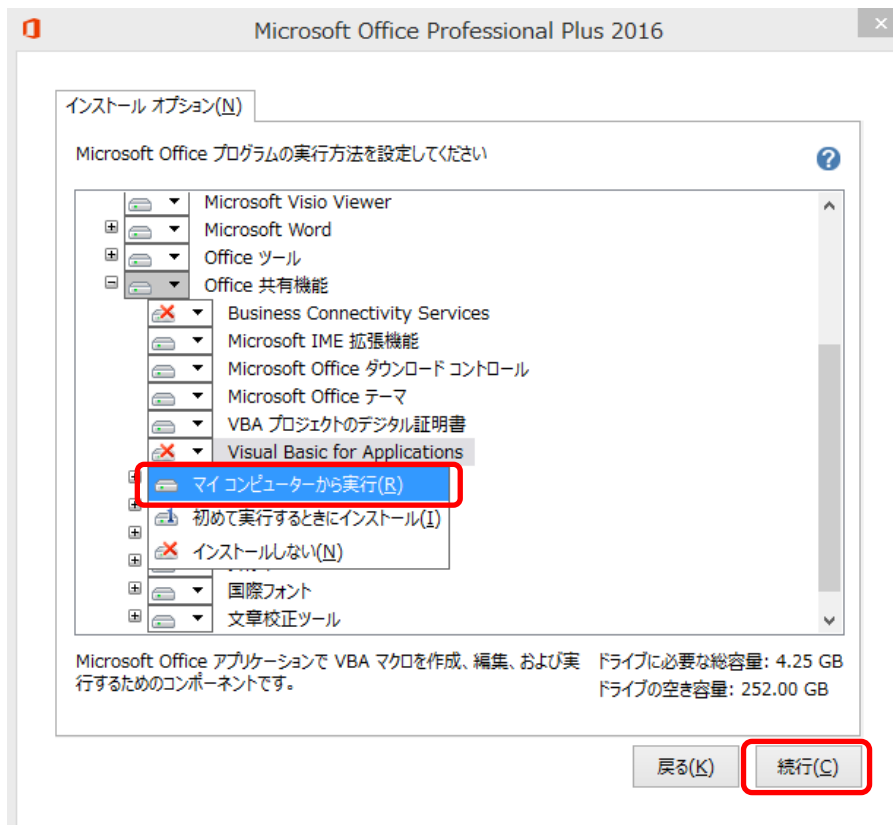 Microsoft Office Professional Plus 2016
インストール オプション(N)
Microsoft Office プログラムの実行方法を設定してください
Microsoft Visio Viewer
Microsoft Word
Office ツール
Office 共有機能
Business Connectivity Services
Microsoft IME 拡張機能
Microsoft Office ダウンロード コントロール
Microsoft Office テーマ
VBA プロジェクトのデジタル証明書
Visual Basic for Applications
マイ コンピューターから実行(R)
初めて実行するときにインストール(I)
インストールしない(N)
国際フォント
文章校正ツール
Microsoft Office アプリケーションで VBA マクロを作成、編集、および実
行するためのコンポーネントです。
ドライブに必要な総容量: 4.25 GB
ドライブの空き容量: 252.00 GB
戻る(K)
続行(C)